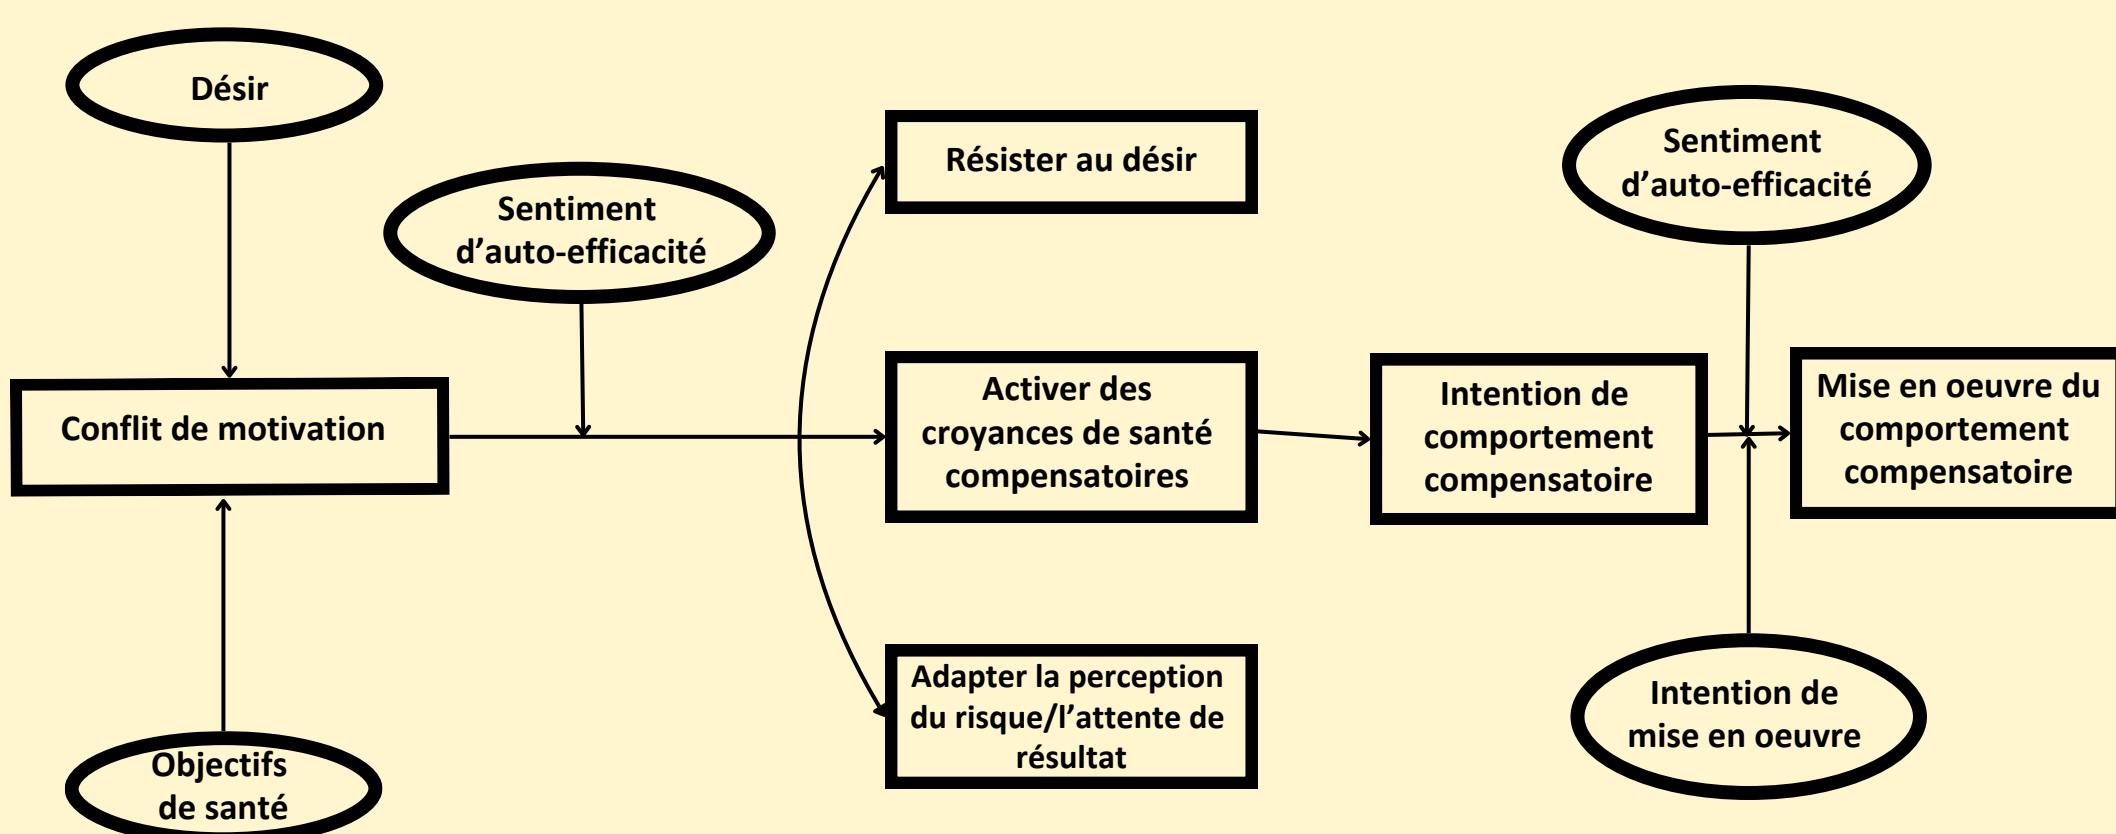 Désir
Sentiment
d’auto-efficacité
Résister au désir
Sentiment
d’auto-efficacité
Conflit de motivation
Activer des
croyances de santé
compensatoires
Intention de
comportement
compensatoire
Mise en oeuvre du
comportement
compensatoire
Adapter la perception
du risque/l’attente de
résultat
Intention de
mise en oeuvre
Objectifs
de santé